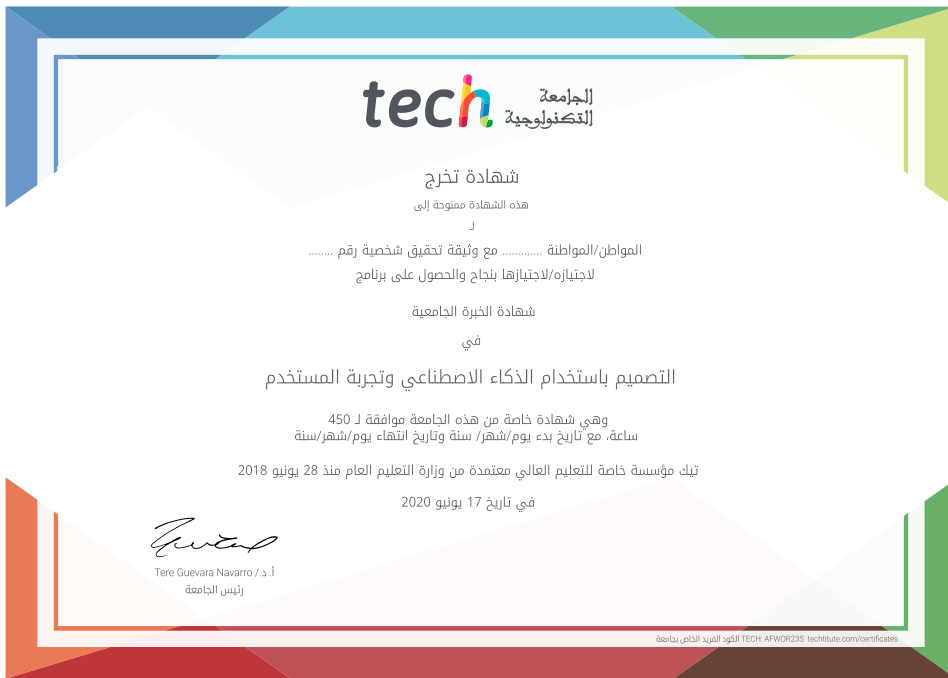 tech الجامعة
التكنولوجية
شهادة تخرج
هذه الشهادة ممنوحة إلى
لـ
المواطن/المواطنة ............ مع وثيقة تحقيق شخصية رقم ........
لاجتيازه/لاجتيازها بنجاح والحصول على برنامج
شهادة الخبرة الجامعية
في
التصميم باستخدام الذكاء الاصطناعي وتجربة المستخدم
وهي شهادة خاصة من هذه الجامعة موافقة لـ 450
ساعة، مع تاريخ بدء يوم/شهر/ سنة وتاريخ انتهاء يوم/شهر/سنة
تيك مؤسسة خاصة للتعليم العالي معتمدة من وزارة التعليم العام منذ 28 يونيو 2018
في تاريخ 17 يونيو 2020
أ. د./ Tere Guevara Navarro
رئيس الجامعة
الكود الفريد الخاص بجامعة TECH: AFWOR23S techtitute.com/certificates